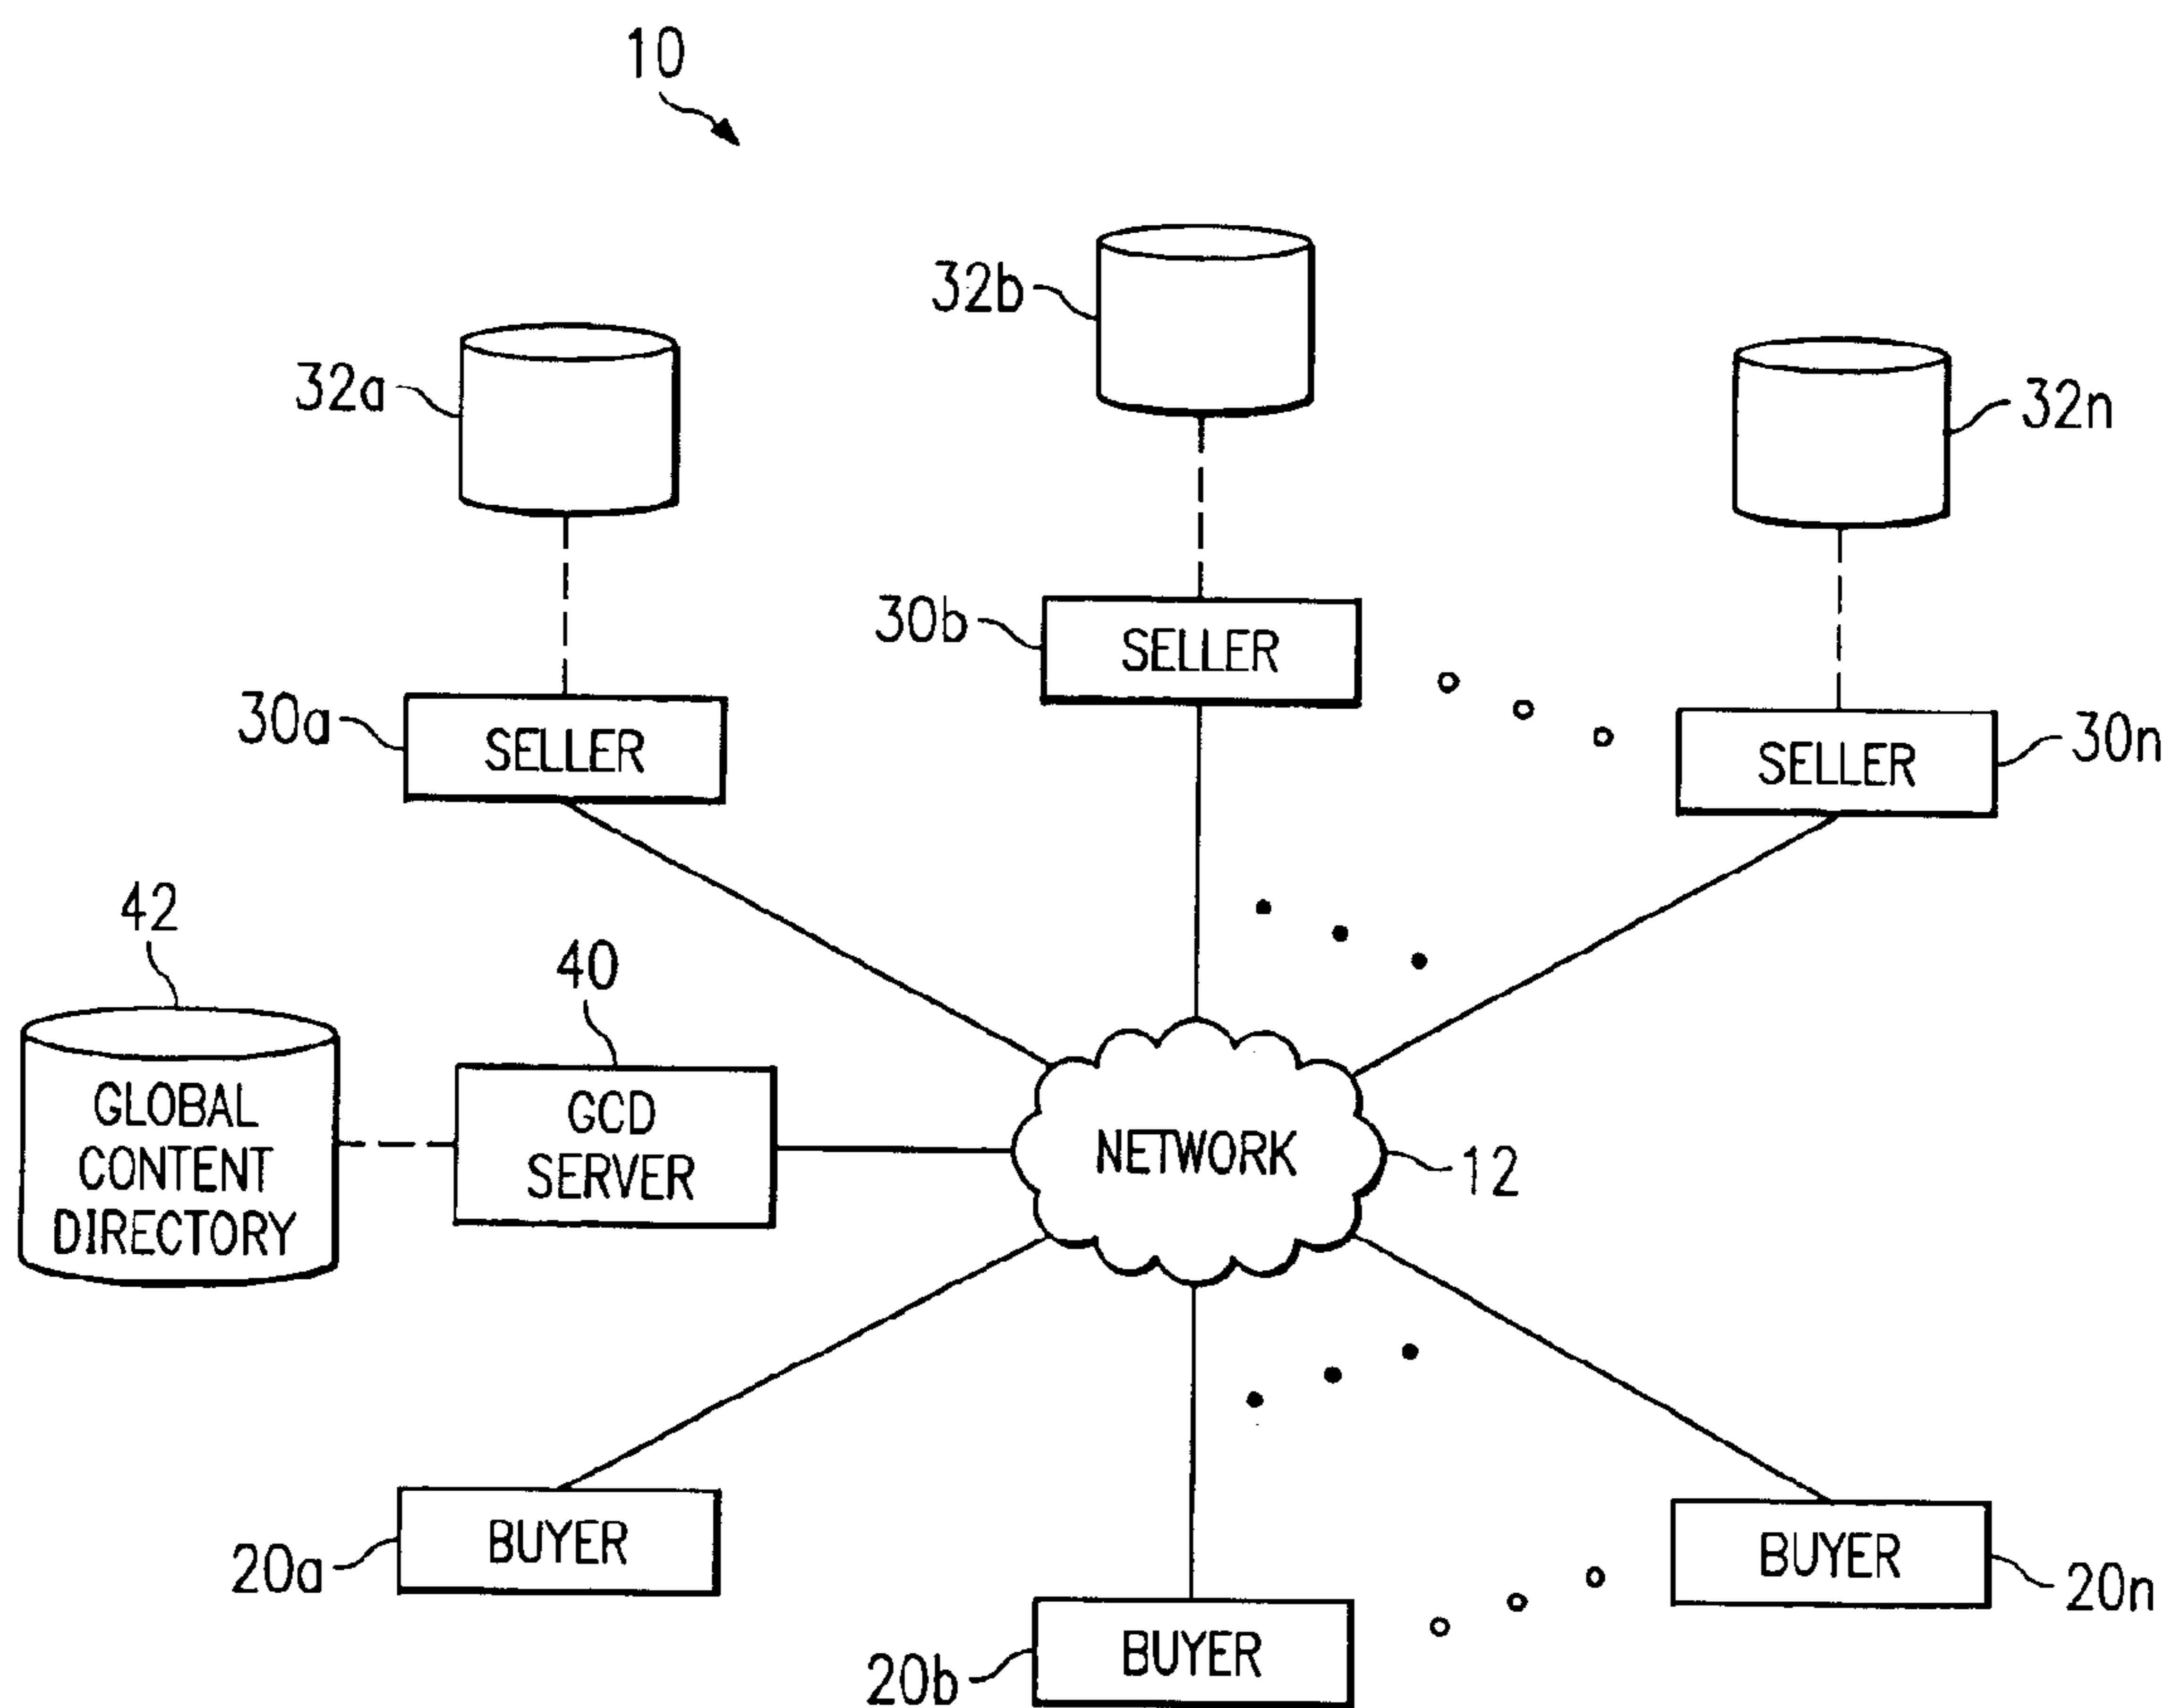 10
32b
32a
32n
30b
SELLER
30a
SELLER
SELLER
30n
42
40
GLOBAL
CONTENT
DIRECTORY
GCD
SERVER
NETWORK
12
20a
BUYER
BUYER
20n
20b
BUYER